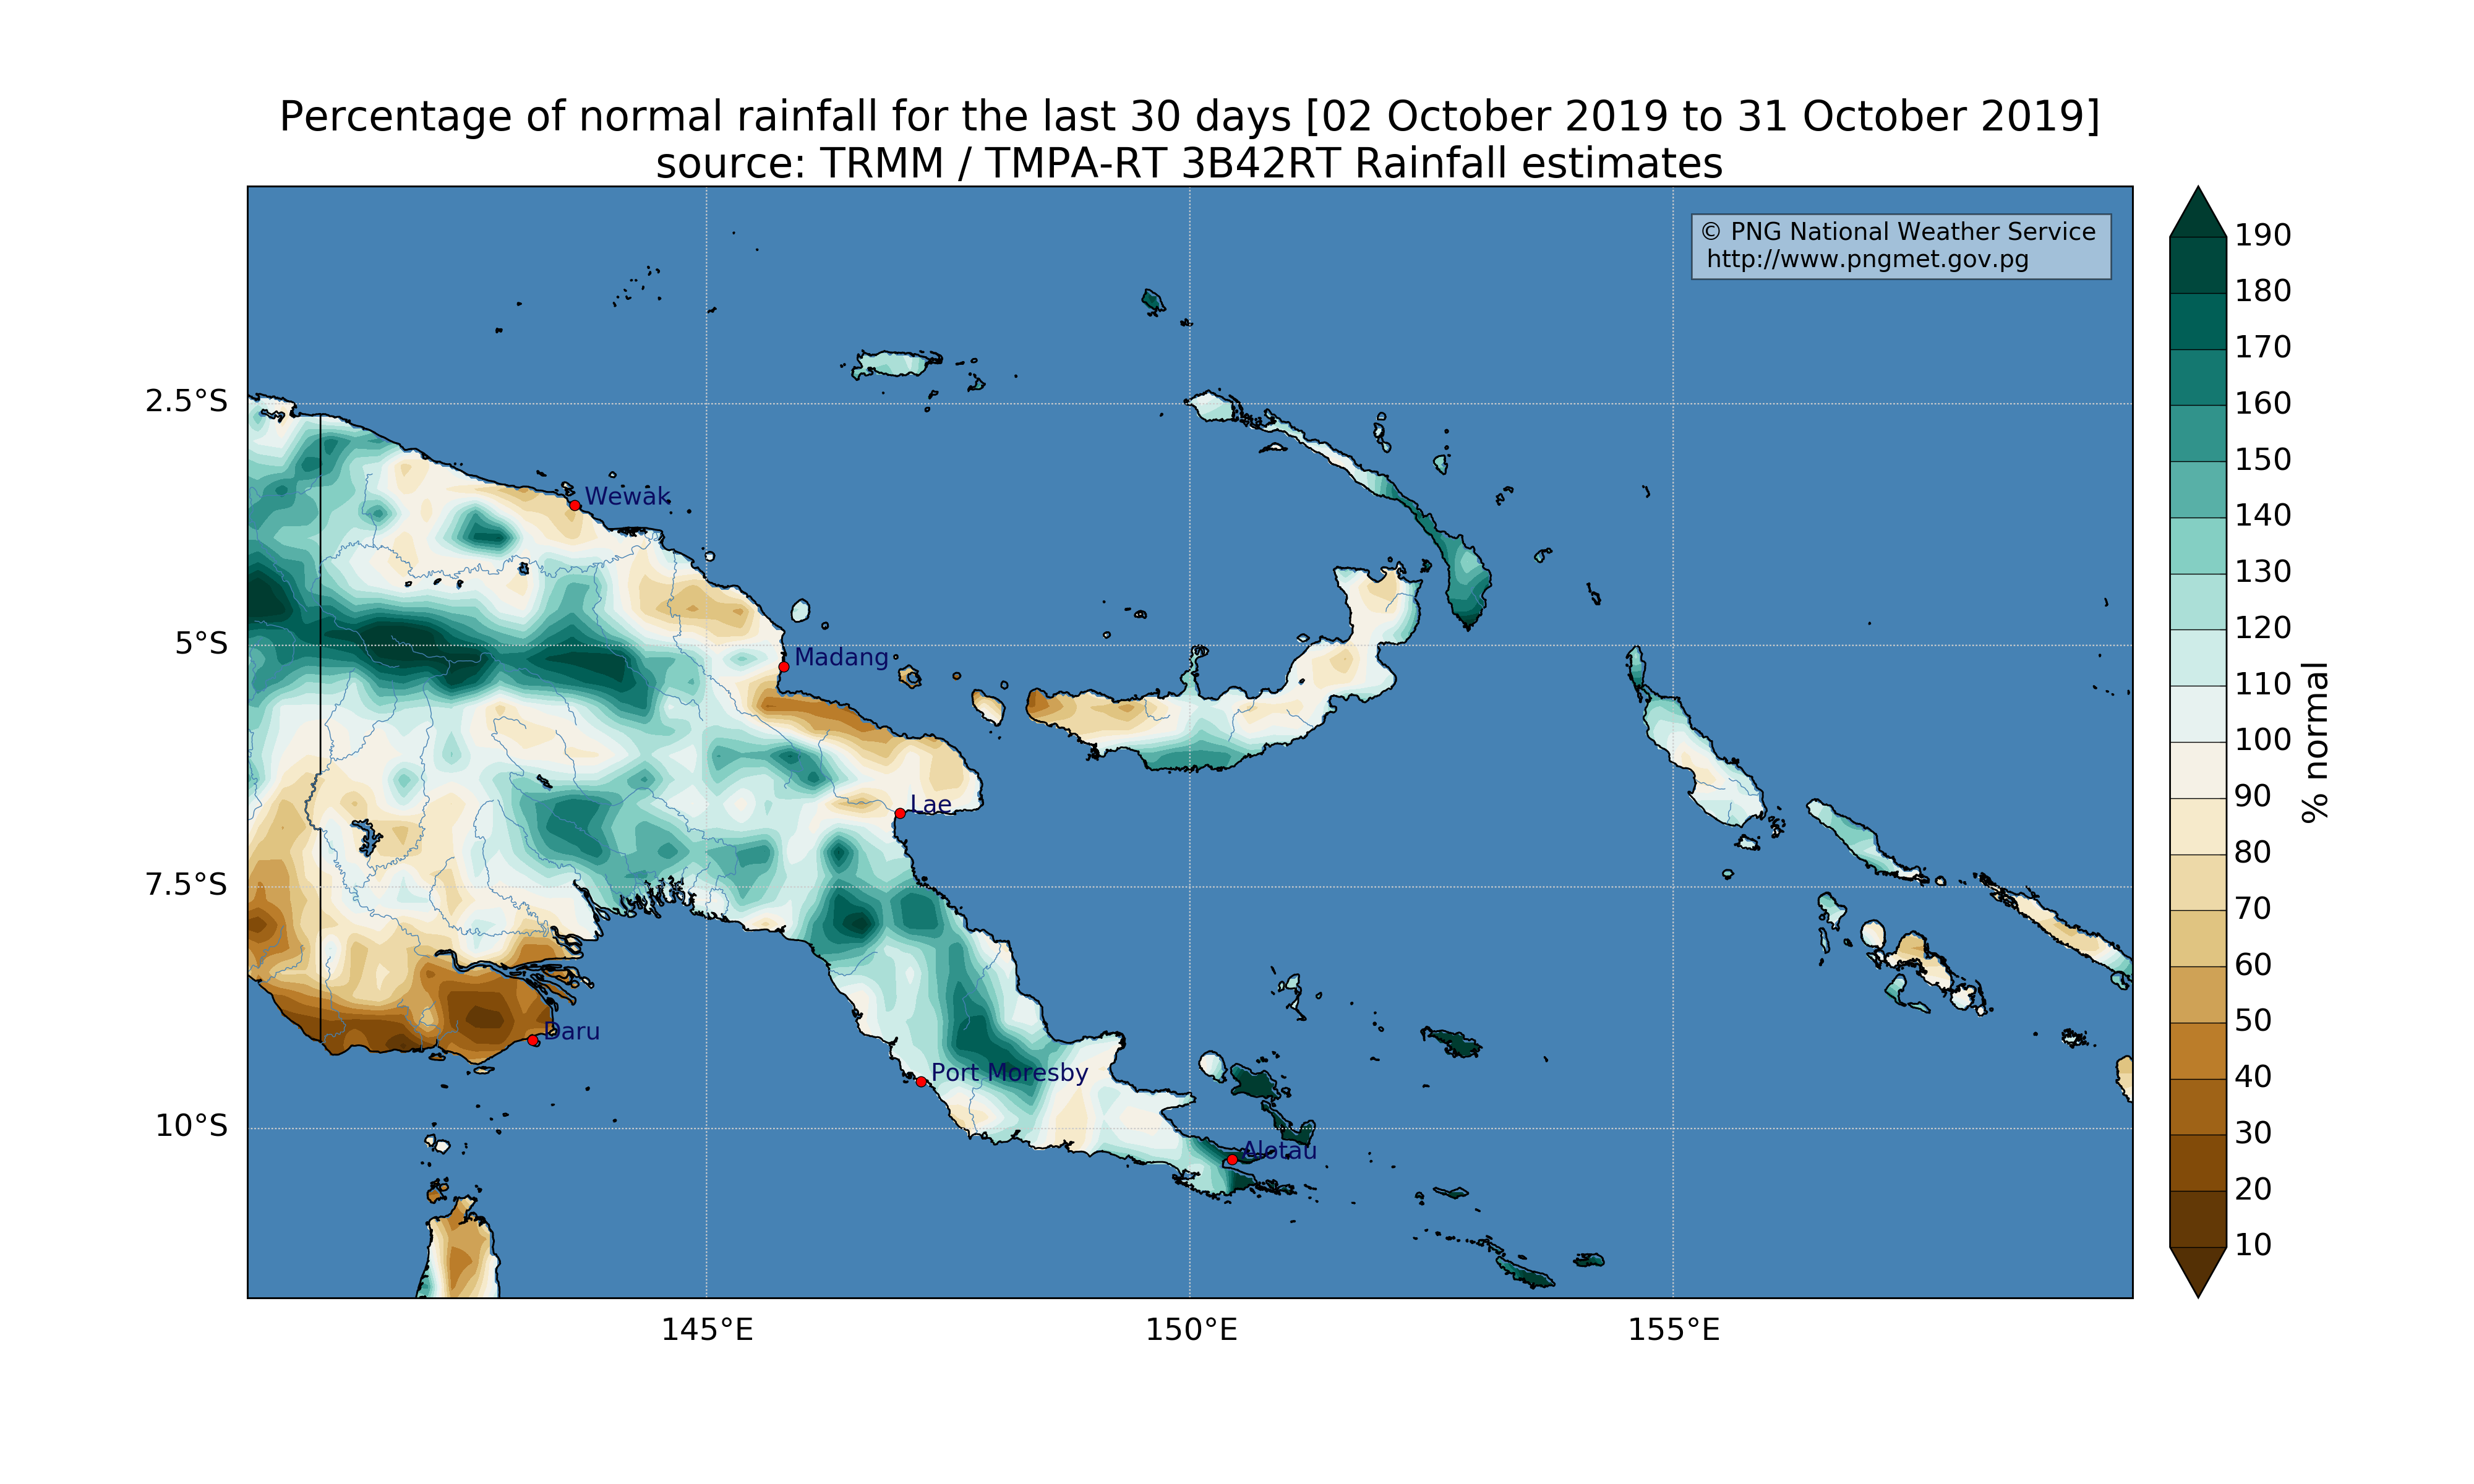 Percentage of normal rainfall for the last 30 days [02 October 2019 to 31 October 2019]
source: TRMM / TMPA-RT 3B42RT Rainfall estimates
© PNG National Weather Service
http://www.pngmet.gov.pg
2.5°S
5°S
7.5°S
10°S
Wewak
Madang
Lae
Daru
Port Moresby
Alotau
145°E
150°E
155°E
190
180
170
160
150
140
130
120
110
100
90
80
70
60
50
40
30
20
10
% normal